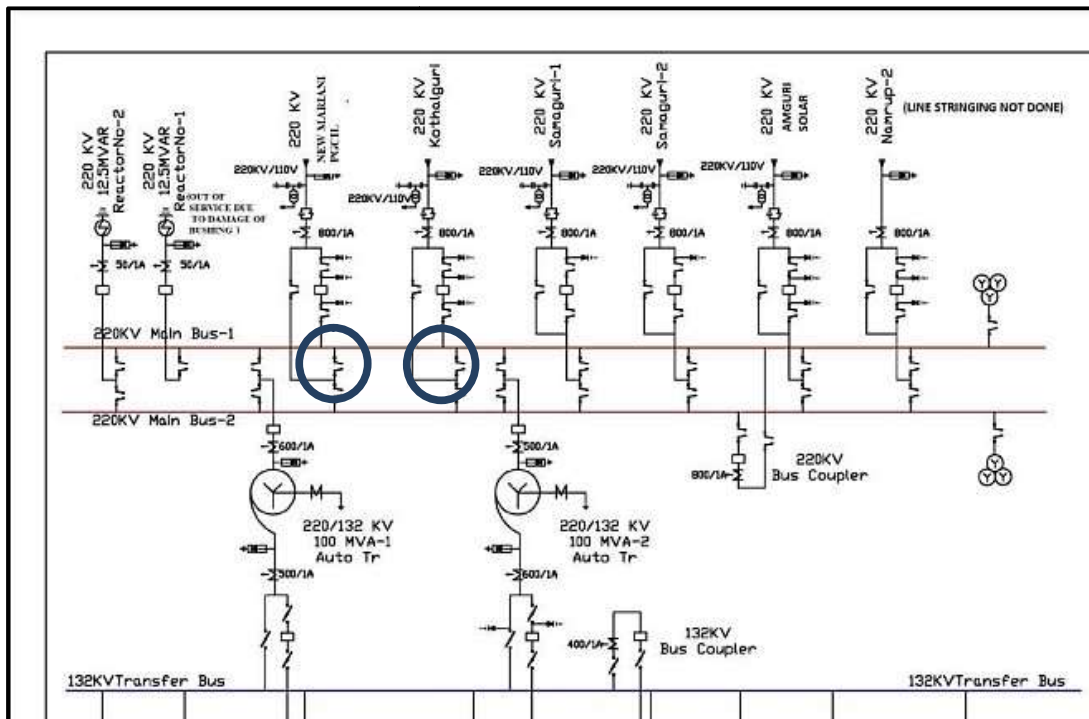 220 KV
12.5MVAR
ReactorNo-2
220 KV
12.5MVAR
ReactorNo-1
(OUT OF
SERVICE DUE
TO DAMAGE OF
BUSHING )
220 KV
NEW MARIANI
PGCIL
220 KV
Kathalguri
220 KV
Samaguri-1
220 KV
Samaguri-2
220 KV
AMGURI
SOLAR
220 KV
Namrup-2
(LINE STRINGING NOT DONE)
220KV/110V
220KV/110V
220KV/110V
220KV/110V
220KV/110V
50/1A
50/1A
800/1A
800/1A
800/1A
800/1A
800/1A
800/1A
220KV Main Bus-1
220KV Main Bus-2
600/1A
500/1A
800/1A
220KV
Bus Coupler
220/132 KV
100 MVA-1
Auto Tr
220/132 KV
100 MVA-2
Auto Tr
500/1A
600/1A
400/1A
132KV
Bus Coupler
132KVTransfer Bus
132KVTransfer Bus